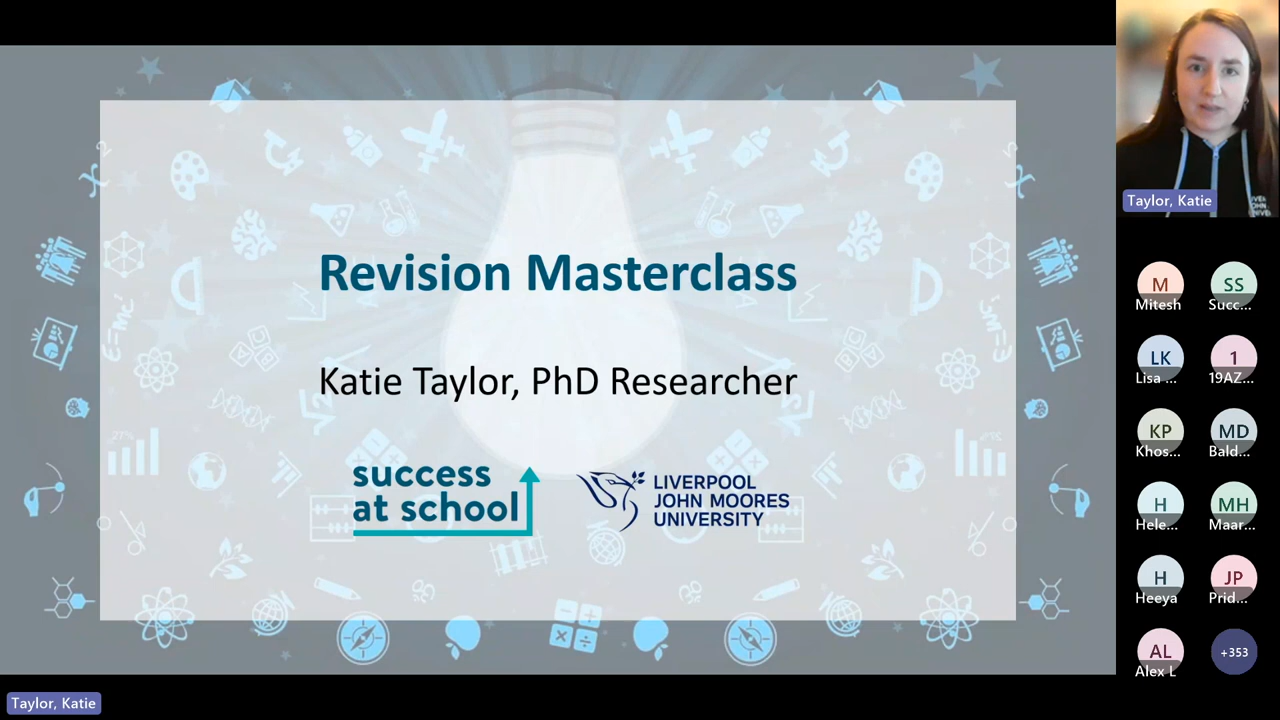 Revision Masterclass
Katie Taylor, PhD Researcher
success
at school
LIVERPOOL
JOHN MOORES
UNIVERSITY
Taylor, Katie
M
SS
Mitesh
Succ...
LK
1
Lisa ...
19AZ...
KP
MD
Khos...
Bald...
H
MH
Hele...
Maar...
H
JP
Heeya
Prid...
AL
+353
Alex L
Taylor, Katie